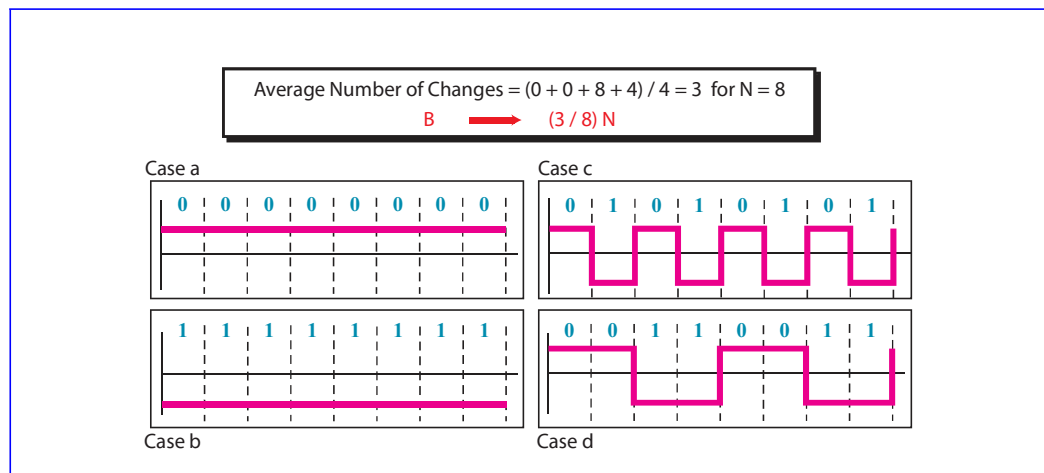 Average Number of Changes = (0 + 0 + 8 + 4) / 4 = 3 for N = 8
B (3 / 8) N
Case a
0 0 0 0 0 0 0 0
Case c
0 1 0 1 0 1 0 1
1 1 1 1 1 1 1 1
Case b
0 0 1 1 0 0 1 1
Case d